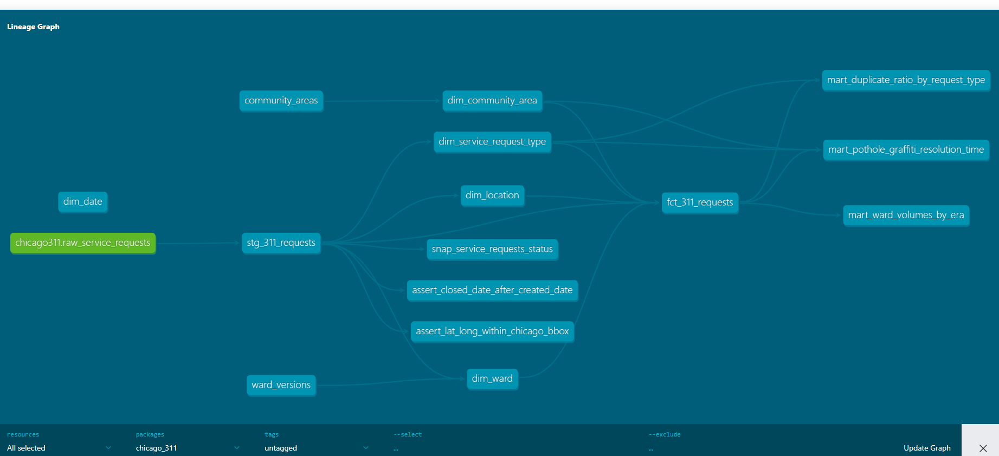 Lineage Graph
mart_duplicate_ratio_by_request_type
community_areas
dim_community_area
dim_service_request_type
mart_pothole_graffiti_resolution_time
dim_location
dim_date
fct_311_requests
mart_ward_volumes_by_era
chicago311.raw_service_requests
stg_311_requests
snap_service_requests_status
assert_closed_date_after_created_date
assert_lat_long_within_chicago_bbox
dim_ward
ward_versions
resources
packages
tags
--select
--exclude
All selected
chicago_311
untagged
...
...
Update Graph